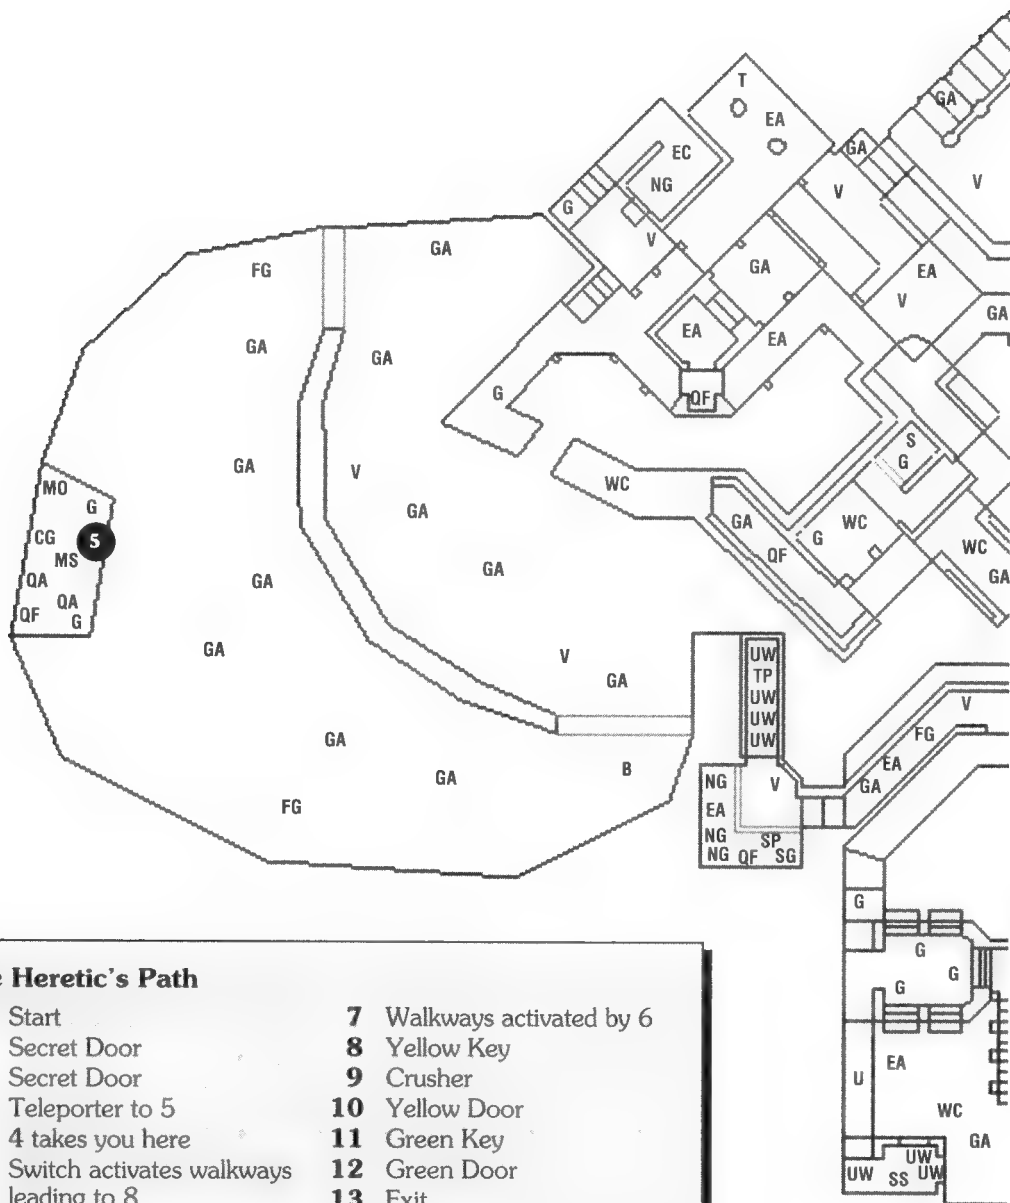 T
EA
GA
GA
EC
NG
V
V
G
V
GA
FG
GA
EA
V
GA
GA
GA
EA
EA
G
QF
S
G
GA
V
WC
MO
G
GA
GA
WC
G
WC
5
CG
MS
QF
GA
QA
GA
GA
QA
QF
G
GA
V
UW
TP
UW
UW
UW
GA
V
FG
EA
GA
GA
B
GA
FG
NG
V
EA
NG
SP
NG
QF
SG
G
G
G
G
EA
U
WC
GA
UW
UW
SS
UW
Heretic's Path
Start
Secret Door
Secret Door
Teleporter to 5
4 takes you here
Switch activates walkways
leading to 8
7 Walkways activated by 6
8 Yellow Key
9 Crusher
10 Yellow Door
11 Green Key
12 Green Door
13 Exit